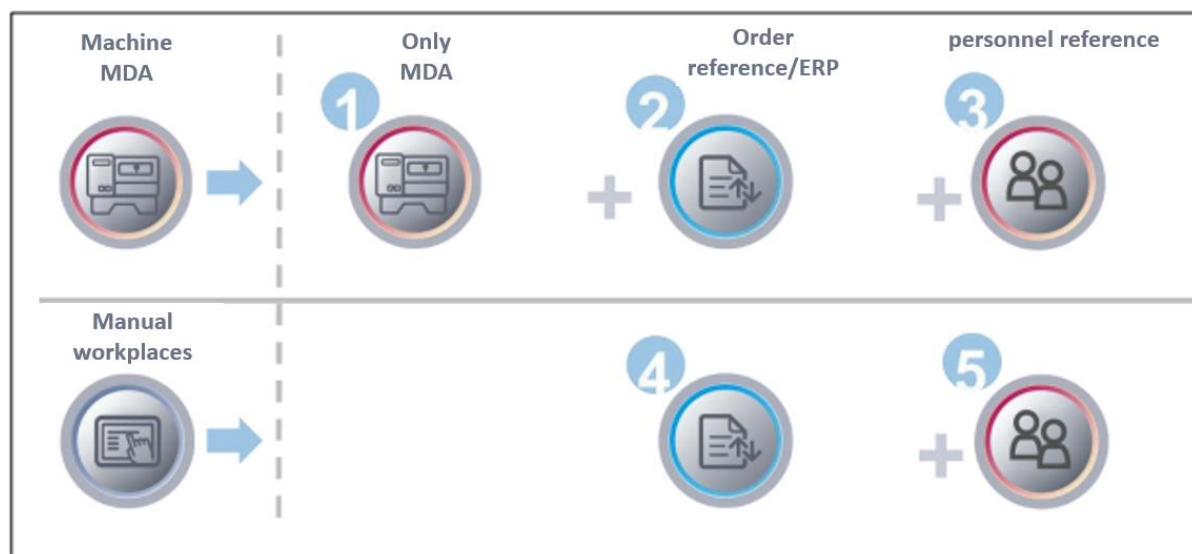 Machine
MDA
Only
MDA
Order
reference/ERP
personnel reference
1
2
3
Manual
workplaces
4
5